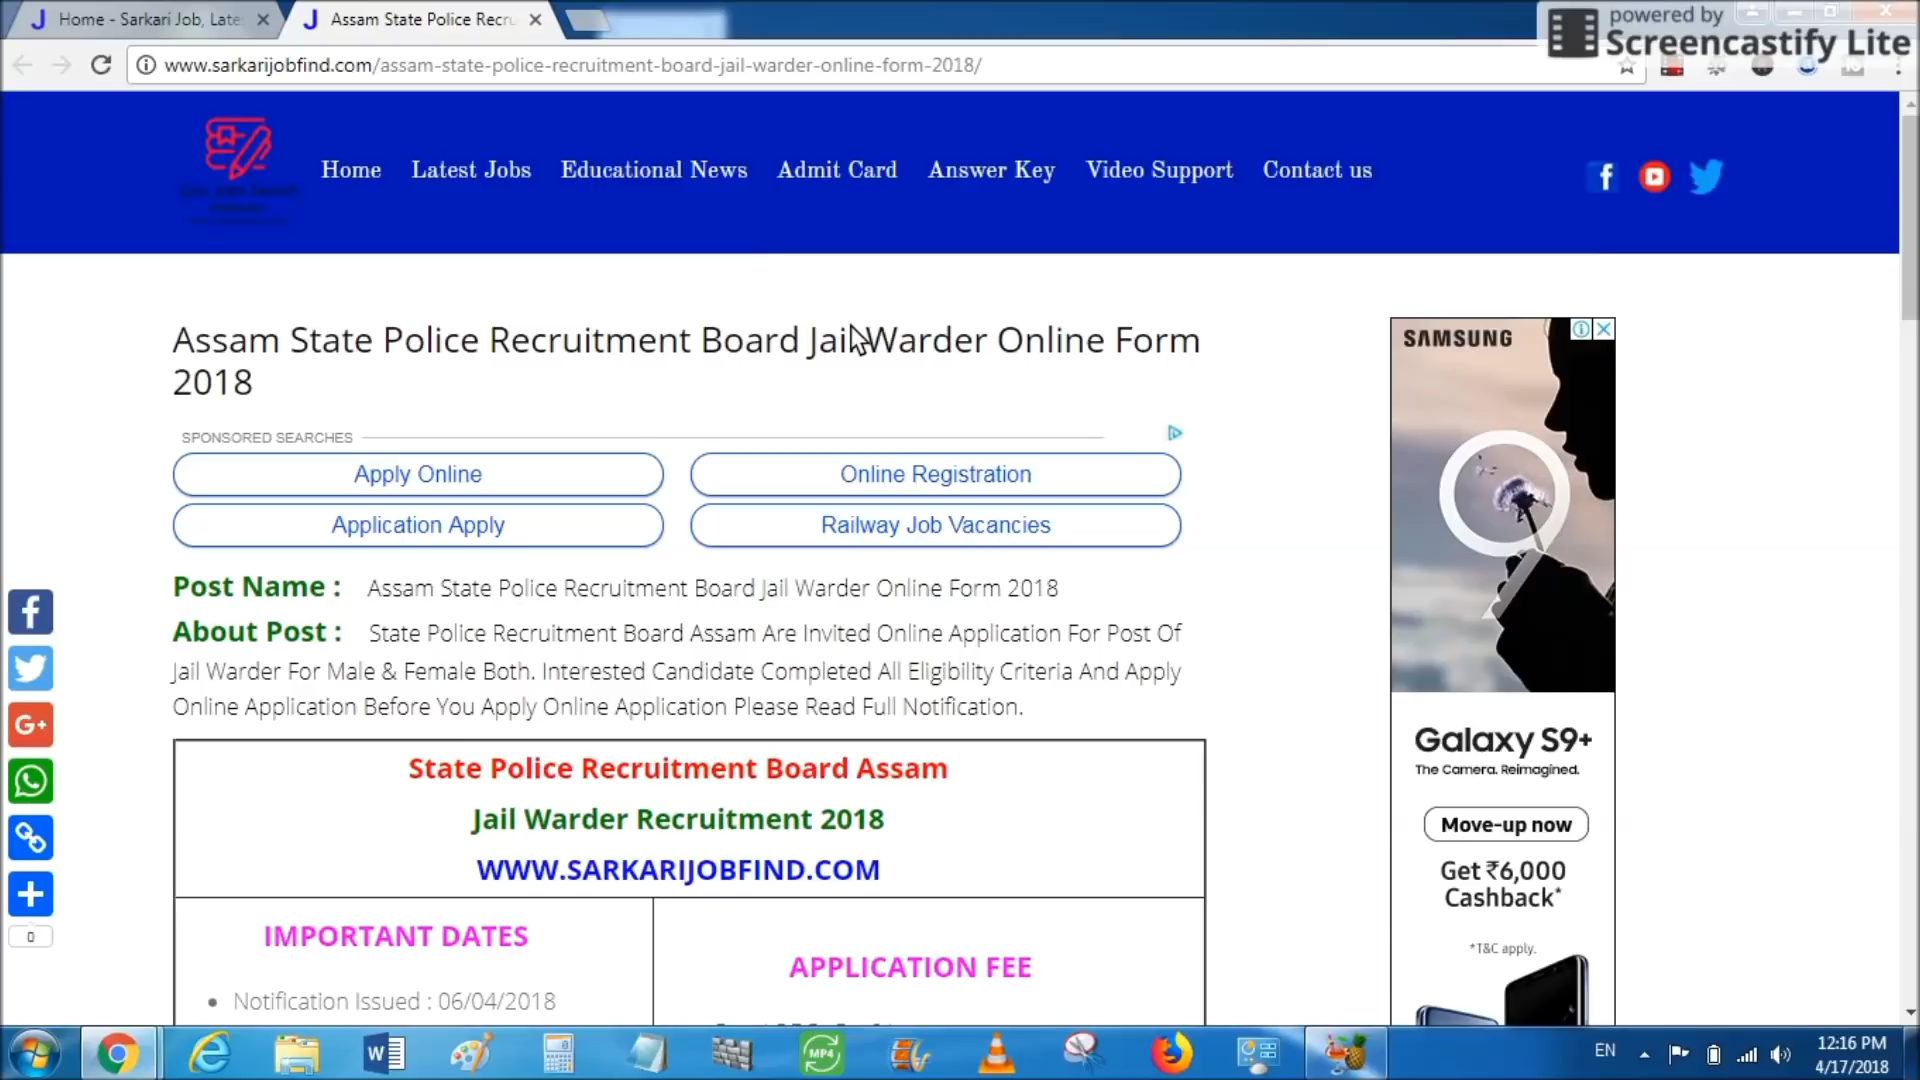 Home - Sarkari Job, Late
Assam State Police Recru
powered by
Screencastify Lite
www.sarkarijobfind.com/assam-state-police-recruitment-board-jail-warder-online-form-2018/
Home
Latest Jobs
Educational News
Admit Card
Answer Key
Video Support
Contact us
Assam State Police Recruitment Board Jail Warder Online Form
2018
SPONSORED SEARCHES
Apply Online
Online Registration
Application Apply
Railway Job Vacancies
Post Name : Assam State Police Recruitment Board Jail Warder Online Form 2018
About Post : State Police Recruitment Board Assam Are Invited Online Application For Post Of
Jail Warder For Male & Female Both. Interested Candidate Completed All Eligibility Criteria And Apply
Online Application Before You Apply Online Application Please Read Full Notification.
State Police Recruitment Board Assam
Jail Warder Recruitment 2018
WWW.SARKARIJOBFIND.COM
IMPORTANT DATES
Notification Issued : 06/04/2018
APPLICATION FEE
G+
0
SAMSUNG
Galaxy S9+
The Camera. Reimagined.
Move-up now
Get ₹6,000
Cashback*
*T&C apply.
MP4
EN
12:16 PM
4/17/2018